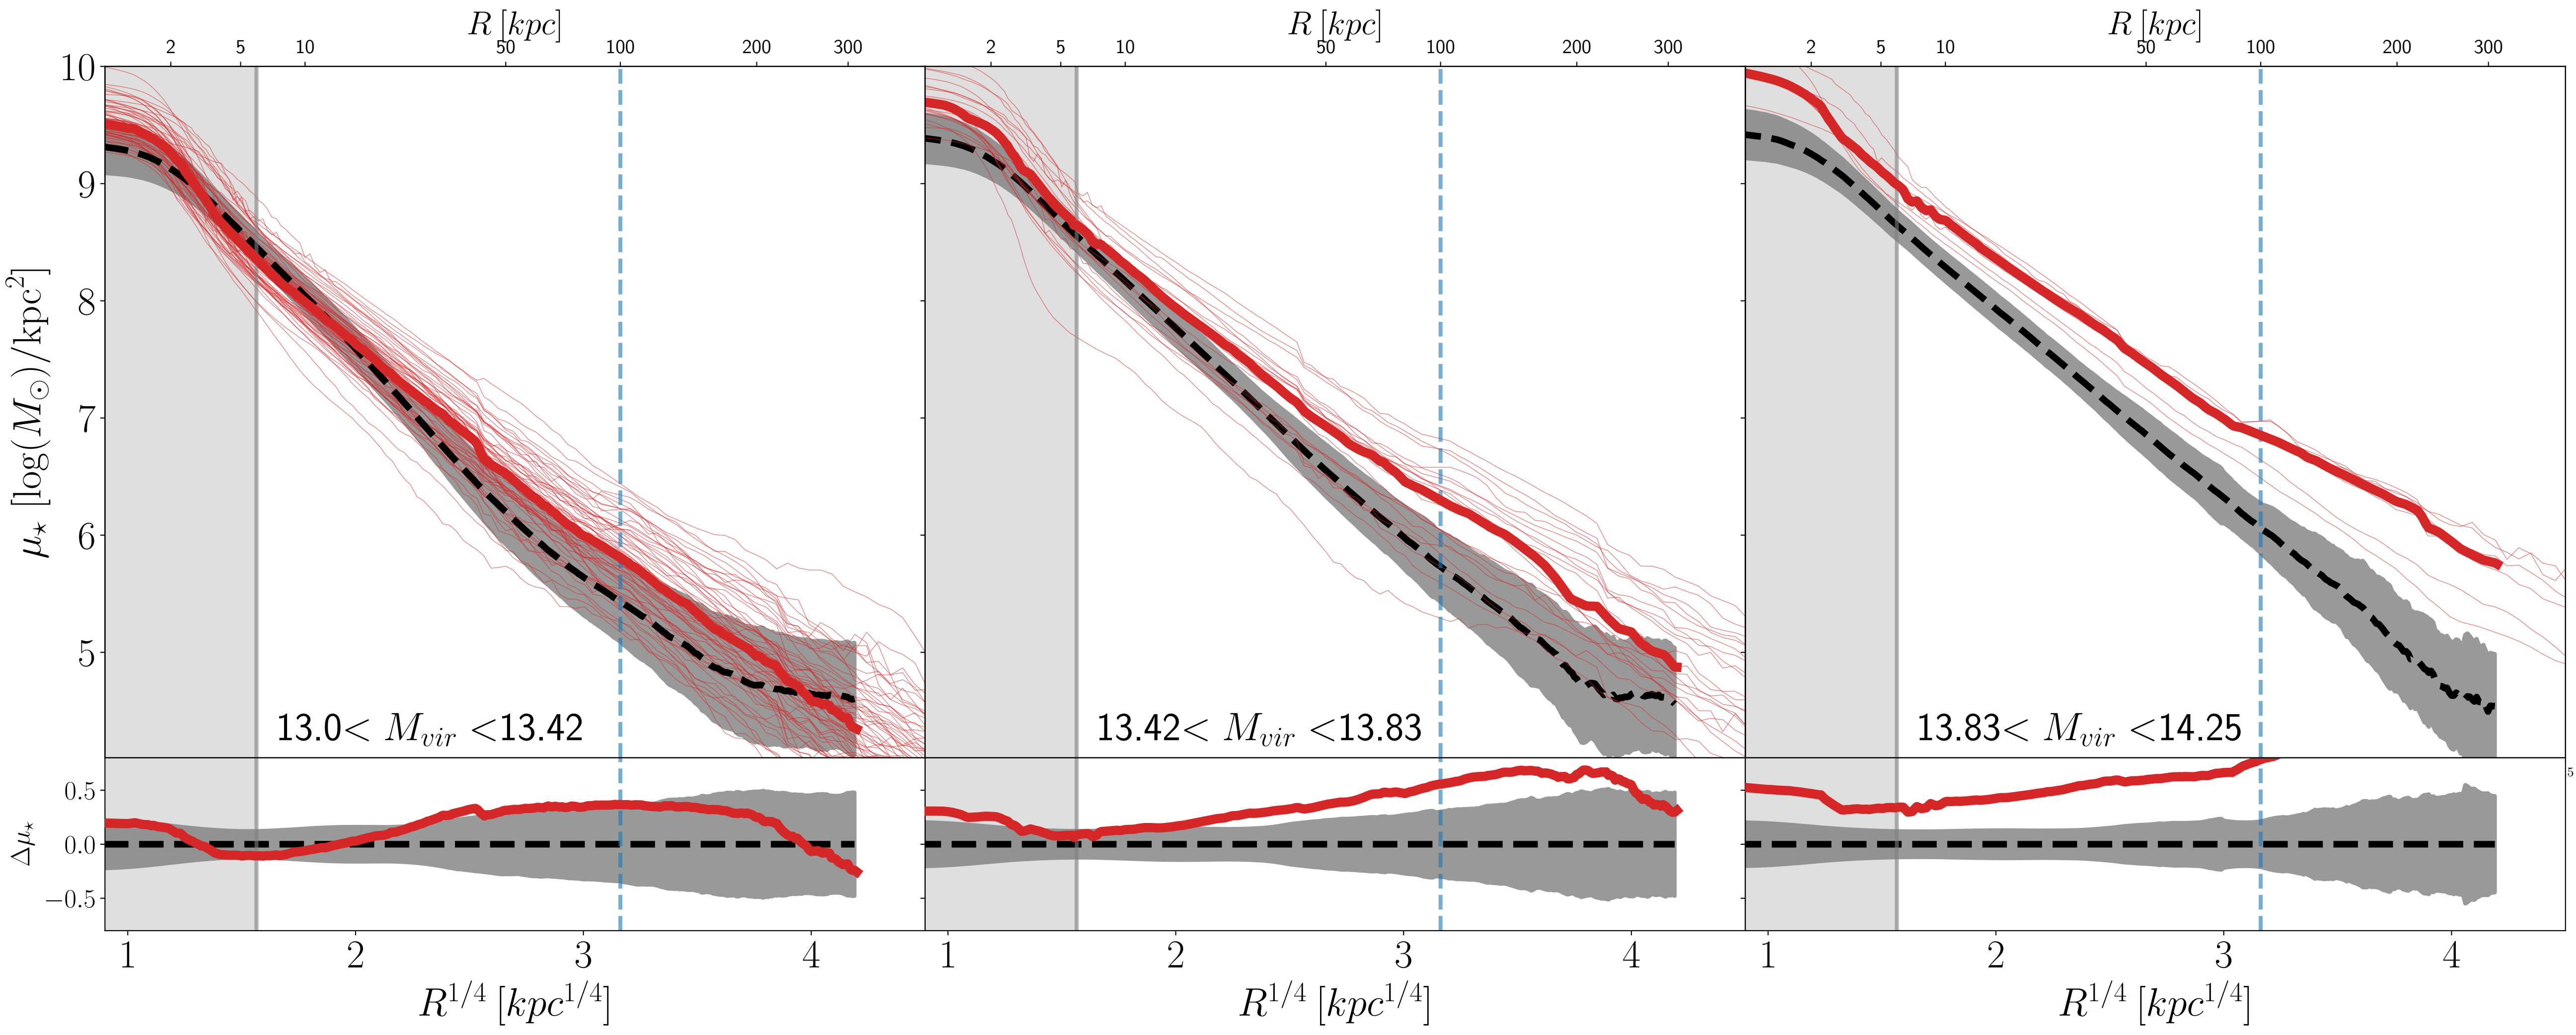 R [kpc] R [kpc] R [kpc]
2 5 10 50 100 200 300 2 5 10 50 100 200 300 2 5 10 50 100 200 300
10
9
8
7
6
5
μ⋆ [log(M⊙)/kpc²]
13.0< M_vir <13.42 13.42< M_vir <13.83 13.83< M_vir <14.25
5
0.5
0.0
−0.5
Δμ⋆
1 2 3 4 1 2 3 4 1 2 3 4
R^{1/4} [kpc^{1/4}] R^{1/4} [kpc^{1/4}] R^{1/4} [kpc^{1/4}]